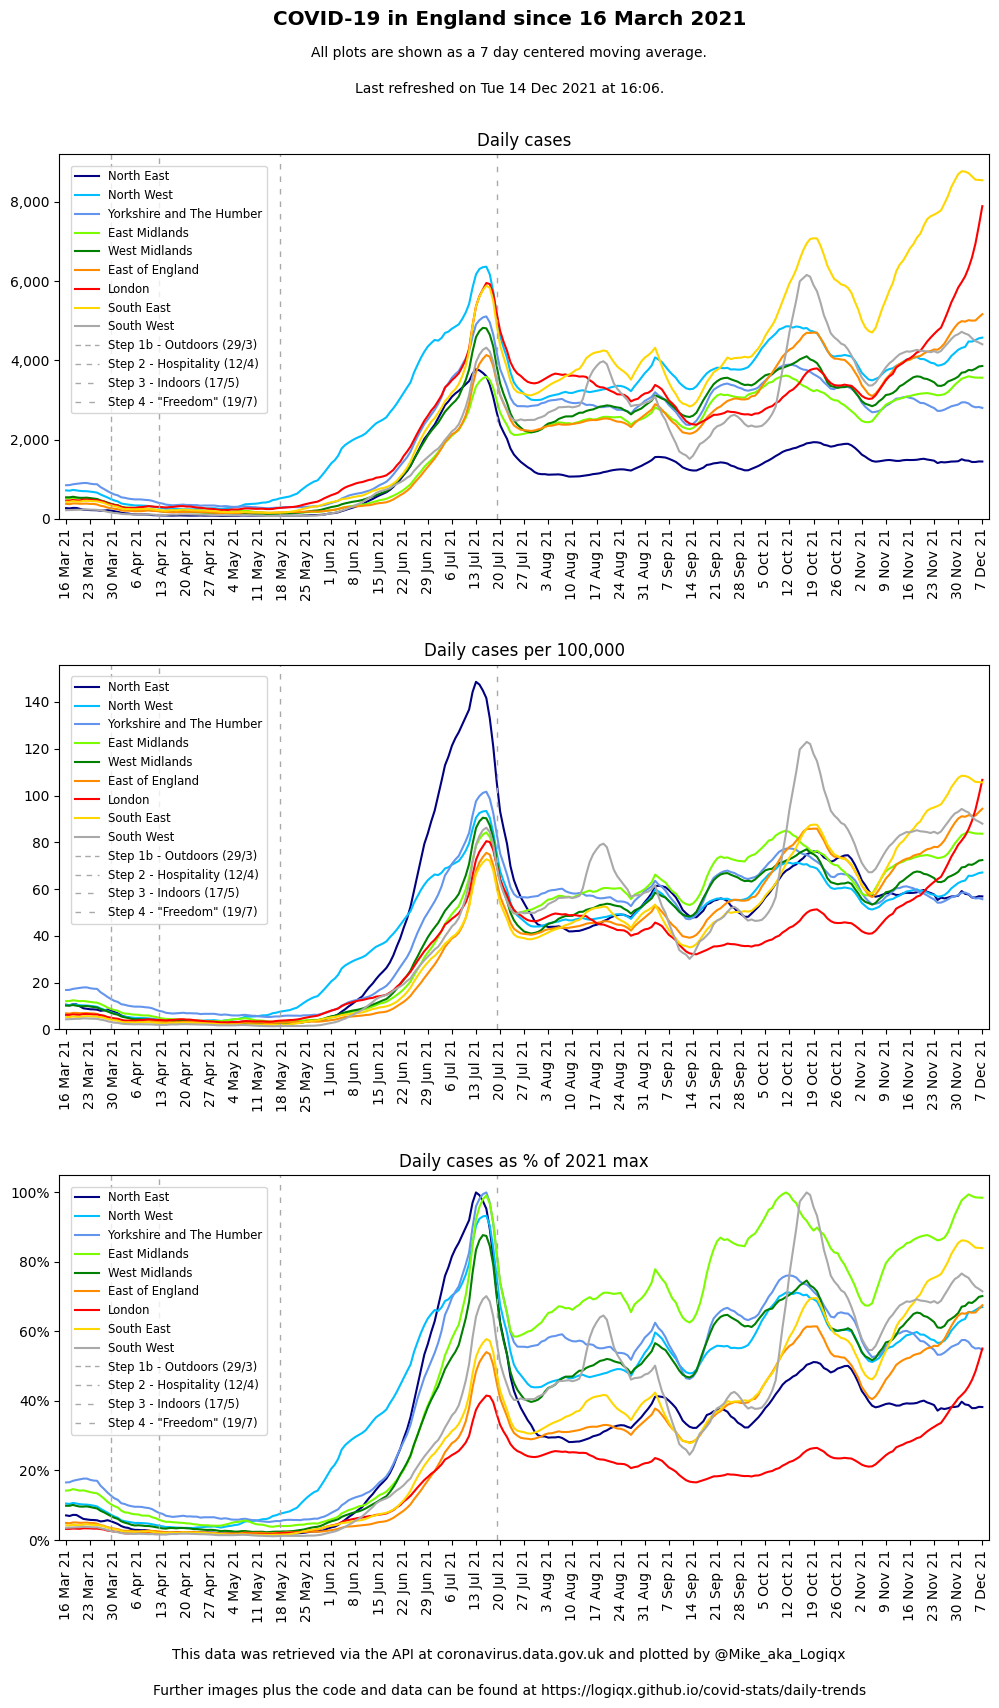 COVID-19 in England since 16 March 2021
All plots are shown as a 7 day centered moving average.
Last refreshed on Tue 14 Dec 2021 at 16:06.
Daily cases
8,000
6,000
4,000
2,000
0
North East
North West
Yorkshire and The Humber
East Midlands
West Midlands
East of England
London
South East
South West
Step 1b - Outdoors (29/3)
Step 2 - Hospitality (12/4)
Step 3 - Indoors (17/5)
Step 4 - "Freedom" (19/7)
16 Mar 21
23 Mar 21
30 Mar 21
6 Apr 21
13 Apr 21
20 Apr 21
27 Apr 21
4 May 21
11 May 21
18 May 21
25 May 21
1 Jun 21
8 Jun 21
15 Jun 21
22 Jun 21
29 Jun 21
6 Jul 21
13 Jul 21
20 Jul 21
27 Jul 21
3 Aug 21
10 Aug 21
17 Aug 21
24 Aug 21
31 Aug 21
7 Sep 21
14 Sep 21
21 Sep 21
28 Sep 21
5 Oct 21
12 Oct 21
19 Oct 21
26 Oct 21
2 Nov 21
9 Nov 21
16 Nov 21
23 Nov 21
30 Nov 21
7 Dec 21
Daily cases per 100,000
140
120
100
80
60
40
20
0
North East
North West
Yorkshire and The Humber
East Midlands
West Midlands
East of England
London
South East
South West
Step 1b - Outdoors (29/3)
Step 2 - Hospitality (12/4)
Step 3 - Indoors (17/5)
Step 4 - "Freedom" (19/7)
16 Mar 21
23 Mar 21
30 Mar 21
6 Apr 21
13 Apr 21
20 Apr 21
27 Apr 21
4 May 21
11 May 21
18 May 21
25 May 21
1 Jun 21
8 Jun 21
15 Jun 21
22 Jun 21
29 Jun 21
6 Jul 21
13 Jul 21
20 Jul 21
27 Jul 21
3 Aug 21
10 Aug 21
17 Aug 21
24 Aug 21
31 Aug 21
7 Sep 21
14 Sep 21
21 Sep 21
28 Sep 21
5 Oct 21
12 Oct 21
19 Oct 21
26 Oct 21
2 Nov 21
9 Nov 21
16 Nov 21
23 Nov 21
30 Nov 21
7 Dec 21
Daily cases as % of 2021 max
100%
80%
60%
40%
20%
0%
North East
North West
Yorkshire and The Humber
East Midlands
West Midlands
East of England
London
South East
South West
Step 1b - Outdoors (29/3)
Step 2 - Hospitality (12/4)
Step 3 - Indoors (17/5)
Step 4 - "Freedom" (19/7)
16 Mar 21
23 Mar 21
30 Mar 21
6 Apr 21
13 Apr 21
20 Apr 21
27 Apr 21
4 May 21
11 May 21
18 May 21
25 May 21
1 Jun 21
8 Jun 21
15 Jun 21
22 Jun 21
29 Jun 21
6 Jul 21
13 Jul 21
20 Jul 21
27 Jul 21
3 Aug 21
10 Aug 21
17 Aug 21
24 Aug 21
31 Aug 21
7 Sep 21
14 Sep 21
21 Sep 21
28 Sep 21
5 Oct 21
12 Oct 21
19 Oct 21
26 Oct 21
2 Nov 21
9 Nov 21
16 Nov 21
23 Nov 21
30 Nov 21
7 Dec 21
This data was retrieved via the API at coronavirus.data.gov.uk and plotted by @Mike_aka_Logiqx
Further images plus the code and data can be found at https://logiqx.github.io/covid-stats/daily-trends